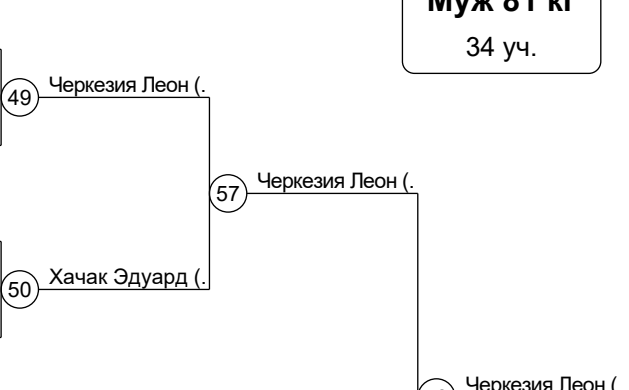 Муж 81 кг
34 уч.
49 Черкезия Леон (.
57 Черкезия Леон (.
50 Хачак Эдуард (.
Черкезия Леон (